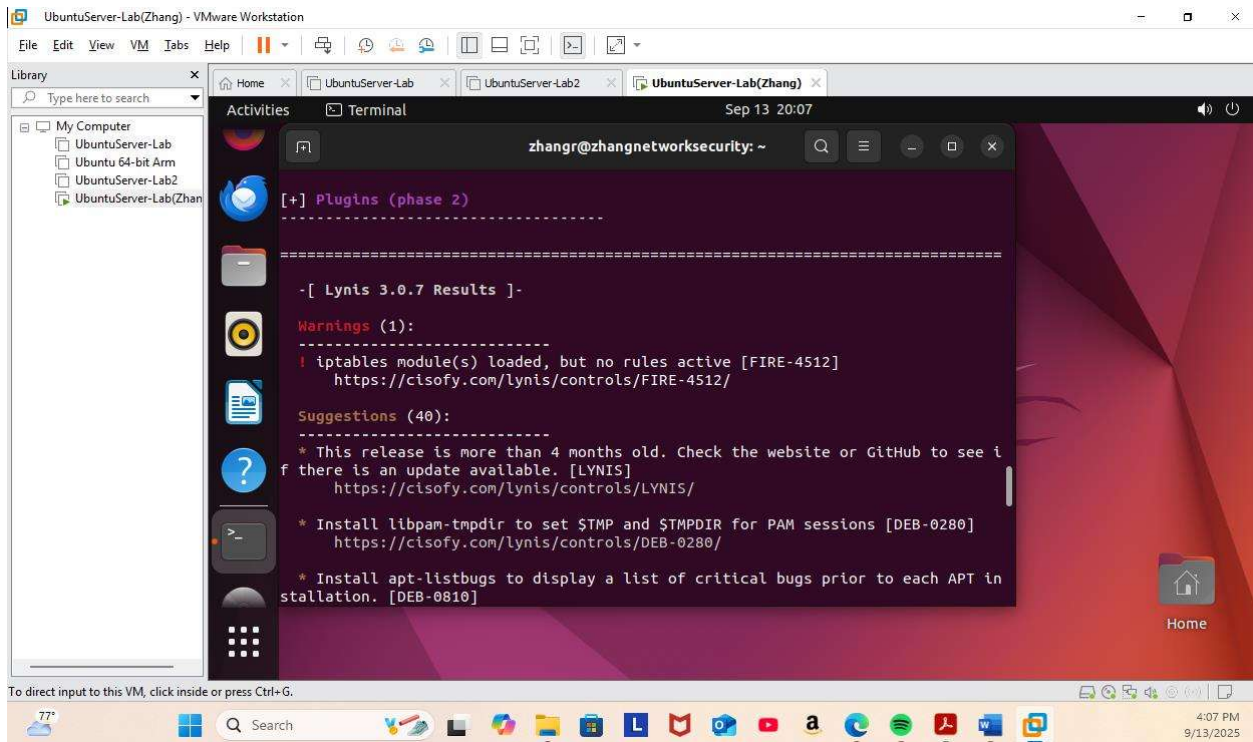 UbuntuServer-Lab(Zhang) - VMware Workstation
File Edit View VM Tabs Help
Library
Type here to search
My Computer
UbuntuServer-Lab
Ubuntu 64-bit Arm
UbuntuServer-Lab2
UbuntuServer-Lab(Zhan
Home
UbuntuServer-Lab
UbuntuServer-Lab2
UbuntuServer-Lab(Zhang)
Activities
Terminal
Sep 13 20:07
zhangr@zhangnetworksecurity: ~
[+] Plugins (phase 2)
------------------------------------
================================================================================
-[ Lynis 3.0.7 Results ]-
Warnings (1):
----------------------------
! iptables module(s) loaded, but no rules active [FIRE-4512]
https://cisofy.com/lynis/controls/FIRE-4512/
Suggestions (40):
----------------------------
* This release is more than 4 months old. Check the website or GitHub to see i
f there is an update available. [LYNIS]
https://cisofy.com/lynis/controls/LYNIS/
* Install libpam-tmpdir to set $TMP and $TMPDIR for PAM sessions [DEB-0280]
https://cisofy.com/lynis/controls/DEB-0280/
* Install apt-listbugs to display a list of critical bugs prior to each APT in
stallation. [DEB-0810]
Home
To direct input to this VM, click inside or press Ctrl+G.
77°
Search
4:07 PM
9/13/2025